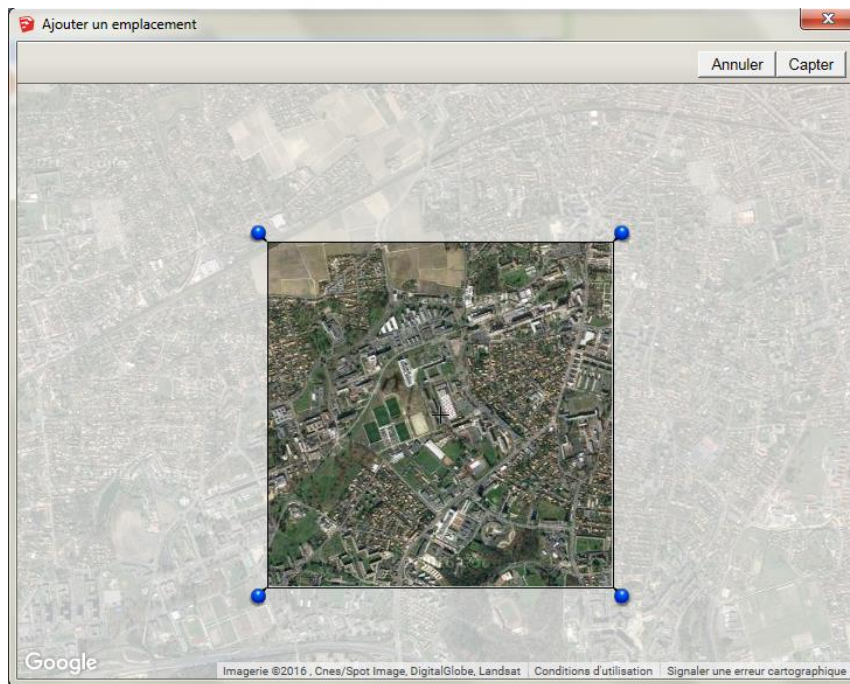 Ajouter un emplacement
Annuler Capter
Google
Imagerie ©2016 , Cnes/Spot Image, DigitalGlobe, Landsat Conditions d'utilisation Signaler une erreur cartographique